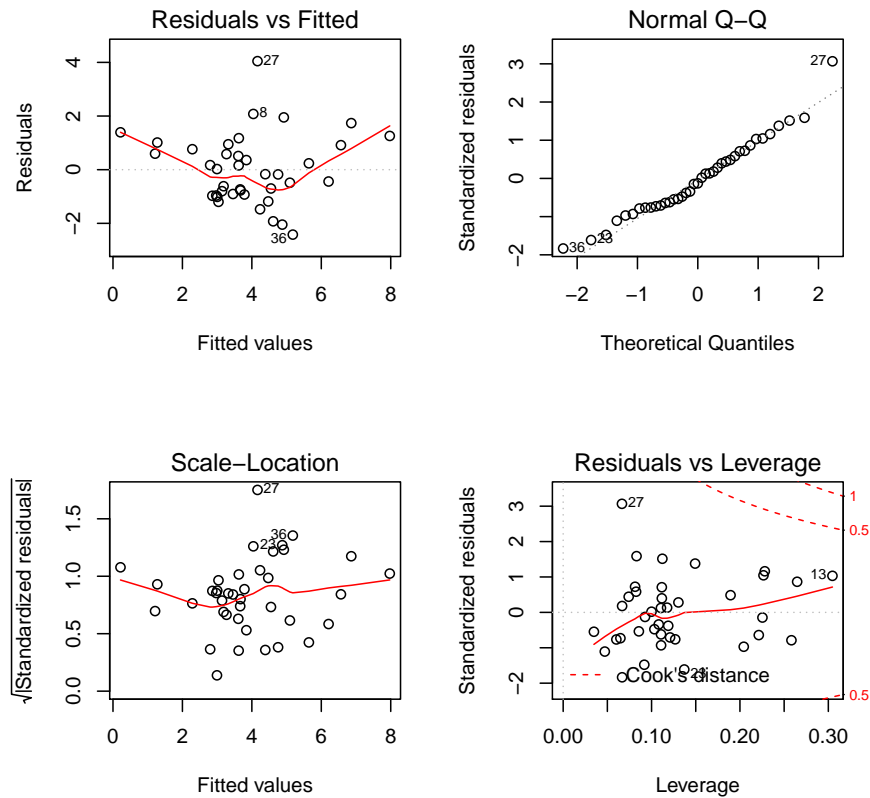 Residuals vs Fitted
Residuals
4
2
0
−2
27
8
36
0 2 4 6 8
Fitted values
Normal Q−Q
Standardized residuals
3
2
1
0
−2
27
36
23
−2 −1 0 1 2
Theoretical Quantiles
Scale−Location
√|Standardized residuals|
1.5
1.0
0.5
0.0
27
36
23
0 2 4 6 8
Fitted values
Residuals vs Leverage
Standardized residuals
3
2
1
0
−2
27
13
Cook's distance
1
0.5
0.5
0.00 0.10 0.20 0.30
Leverage